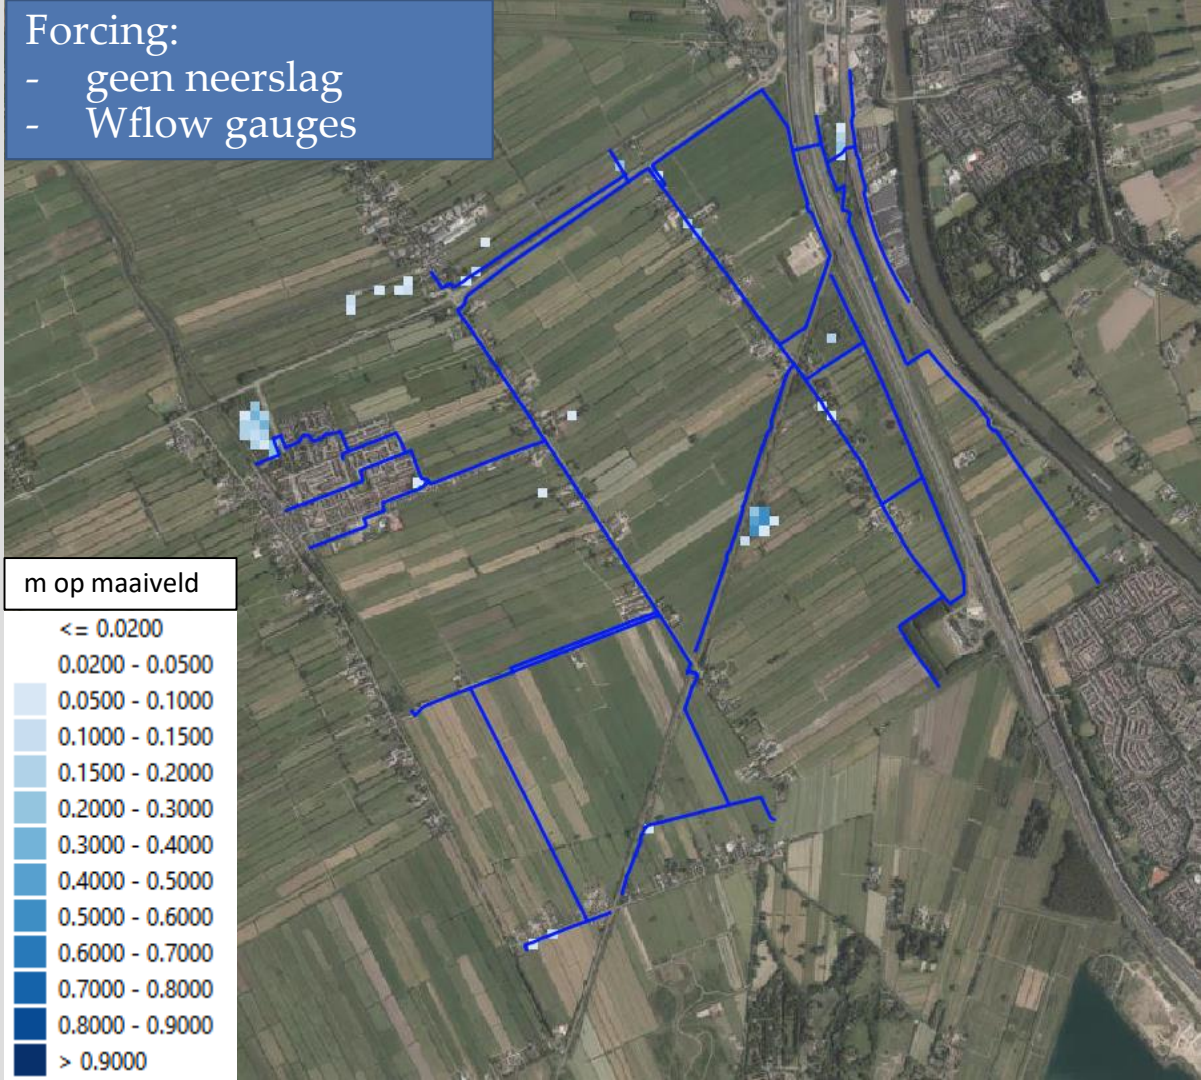 Forcing:
- geen neerslag
- Wflow gauges
m op maaiveld
<= 0.0200
0.0200 - 0.0500
0.0500 - 0.1000
0.1000 - 0.1500
0.1500 - 0.2000
0.2000 - 0.3000
0.3000 - 0.4000
0.4000 - 0.5000
0.5000 - 0.6000
0.6000 - 0.7000
0.7000 - 0.8000
0.8000 - 0.9000
> 0.9000